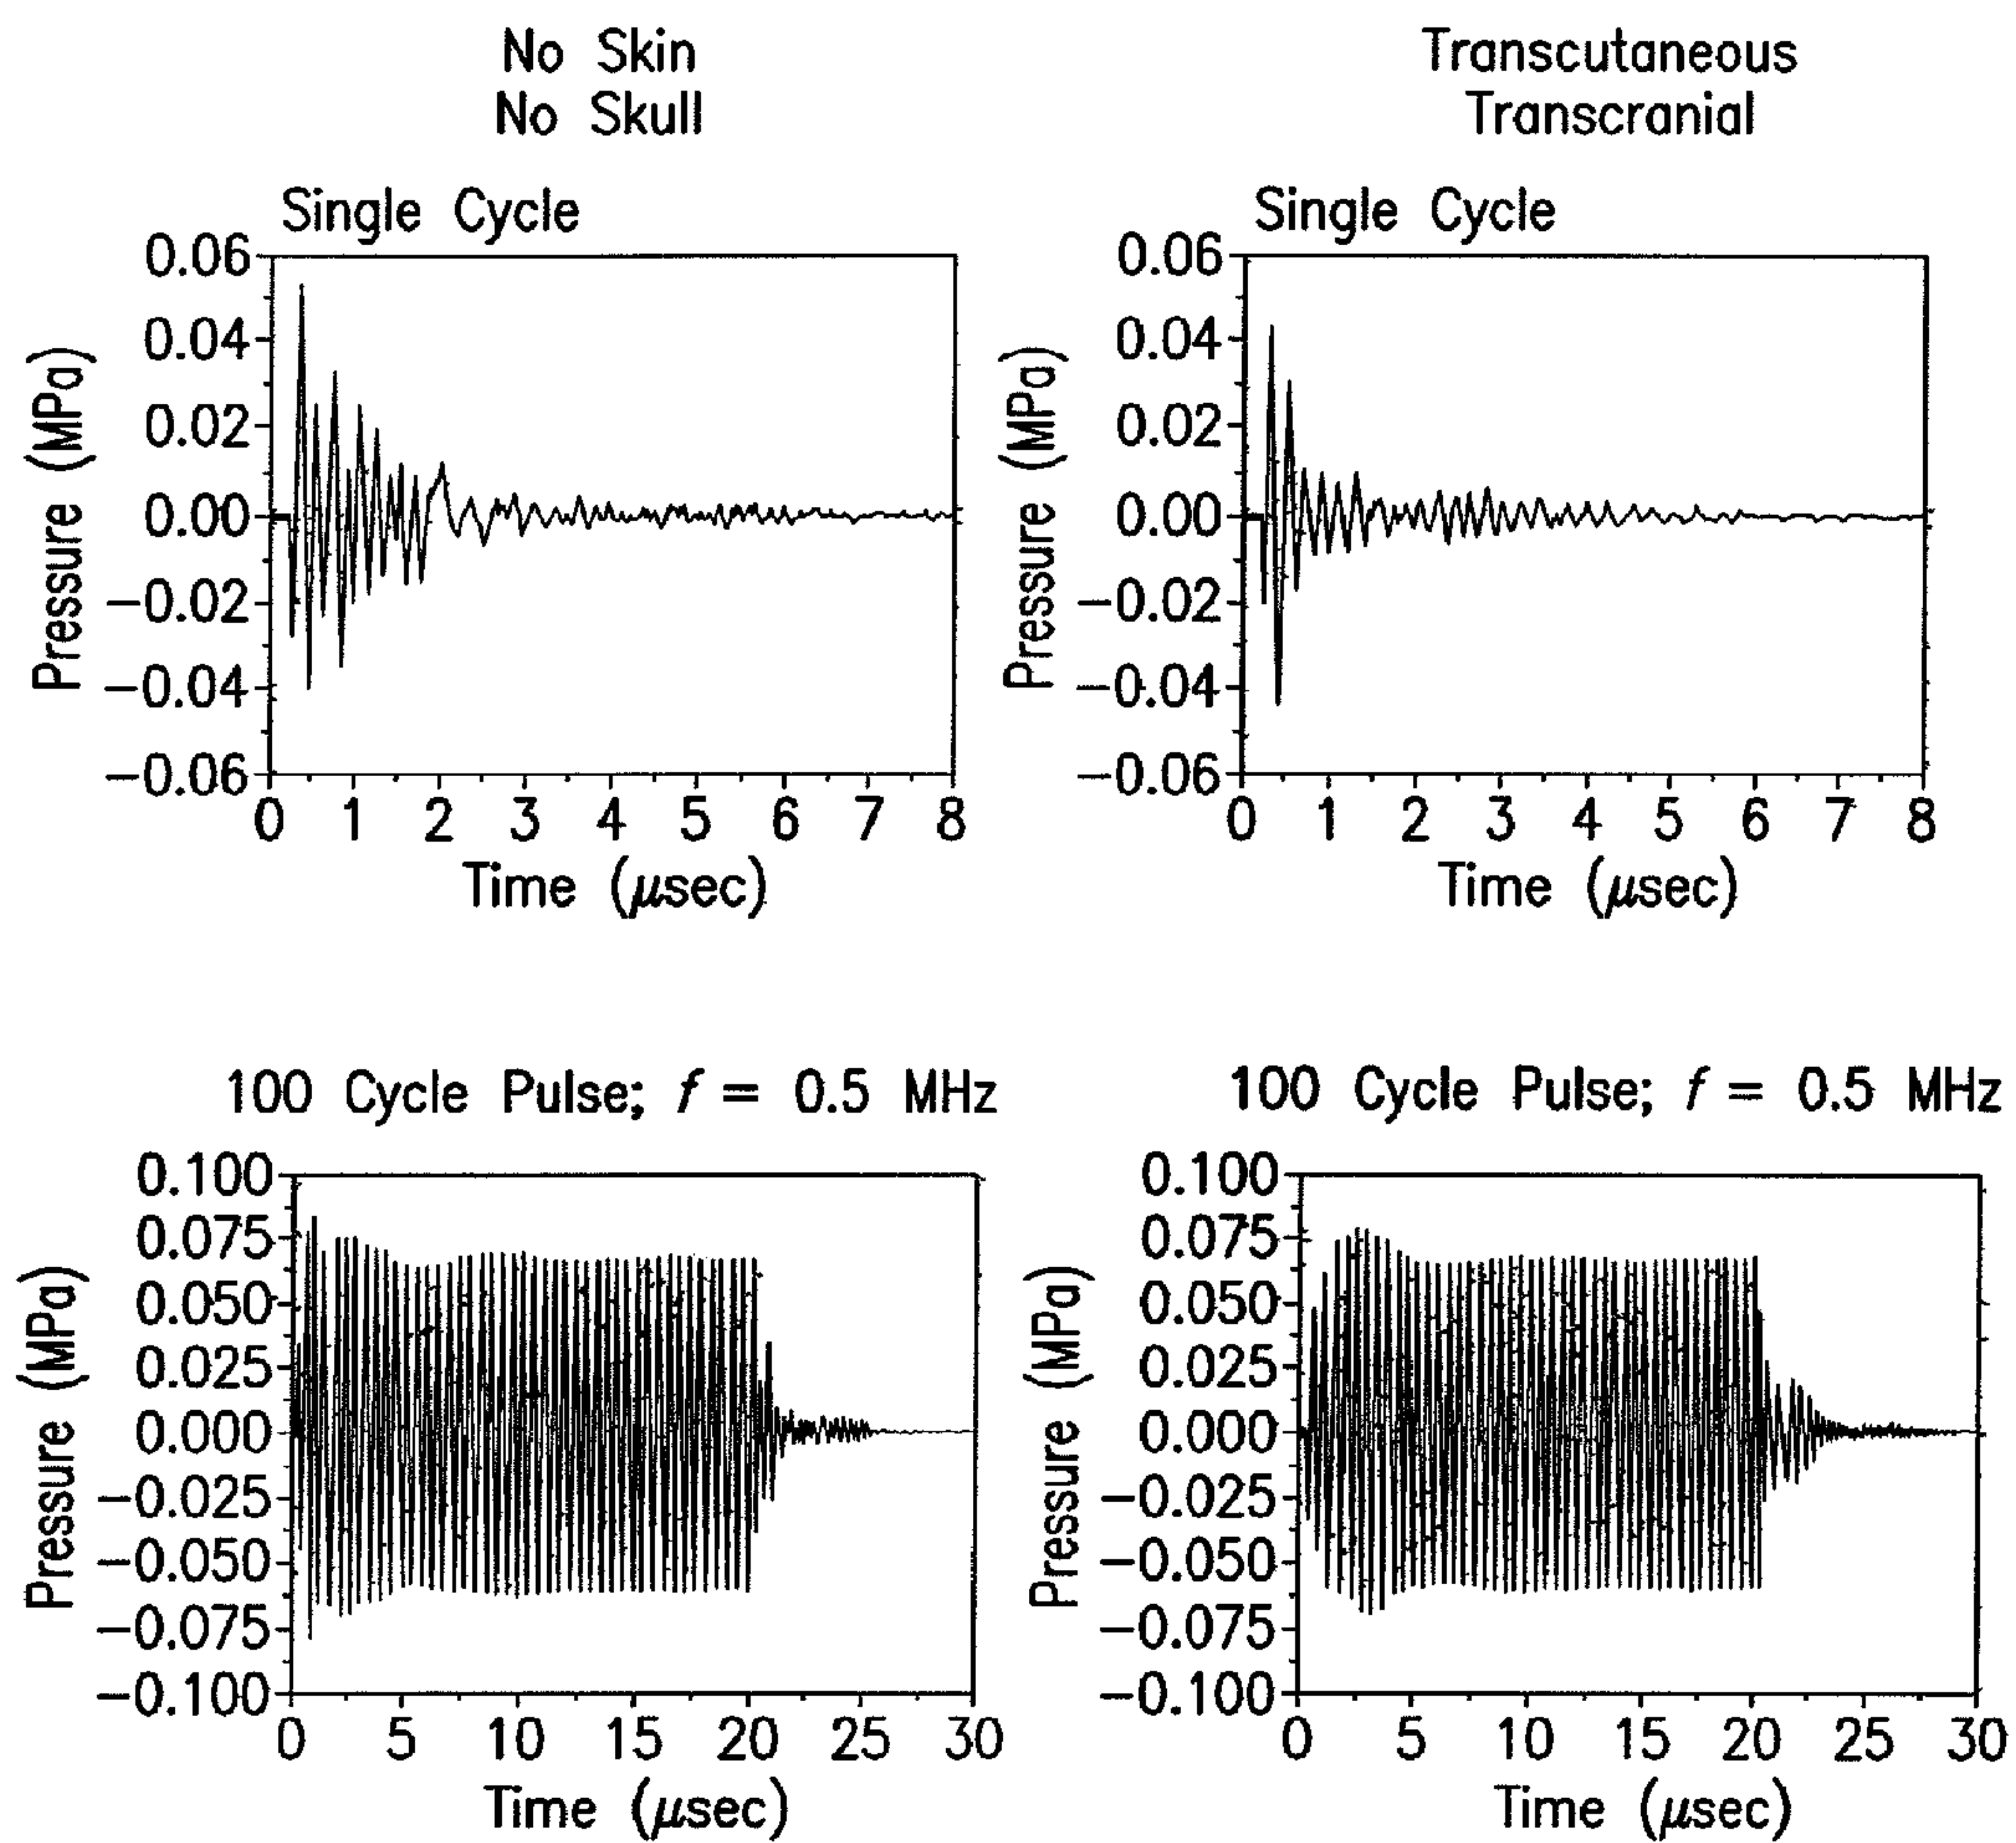 No Skin
No Skull
Transcutaneous
Transcranial
Single Cycle
0.06
0.04
0.02
0.00
−0.02
−0.04
−0.06
Pressure (MPa)
0 1 2 3 4 5 6 7 8
Time (μsec)
Single Cycle
0.06
0.04
0.02
0.00
−0.02
−0.04
−0.06
Pressure (MPa)
0 1 2 3 4 5 6 7 8
Time (μsec)
100 Cycle Pulse; f = 0.5 MHz
0.100
0.075
0.050
0.025
0.000
−0.025
−0.050
−0.075
−0.100
Pressure (MPa)
0 5 10 15 20 25 30
Time (μsec)
100 Cycle Pulse; f = 0.5 MHz
0.100
0.075
0.050
0.025
0.000
−0.025
−0.050
−0.075
−0.100
Pressure (MPa)
0 5 10 15 20 25 30
Time (μsec)